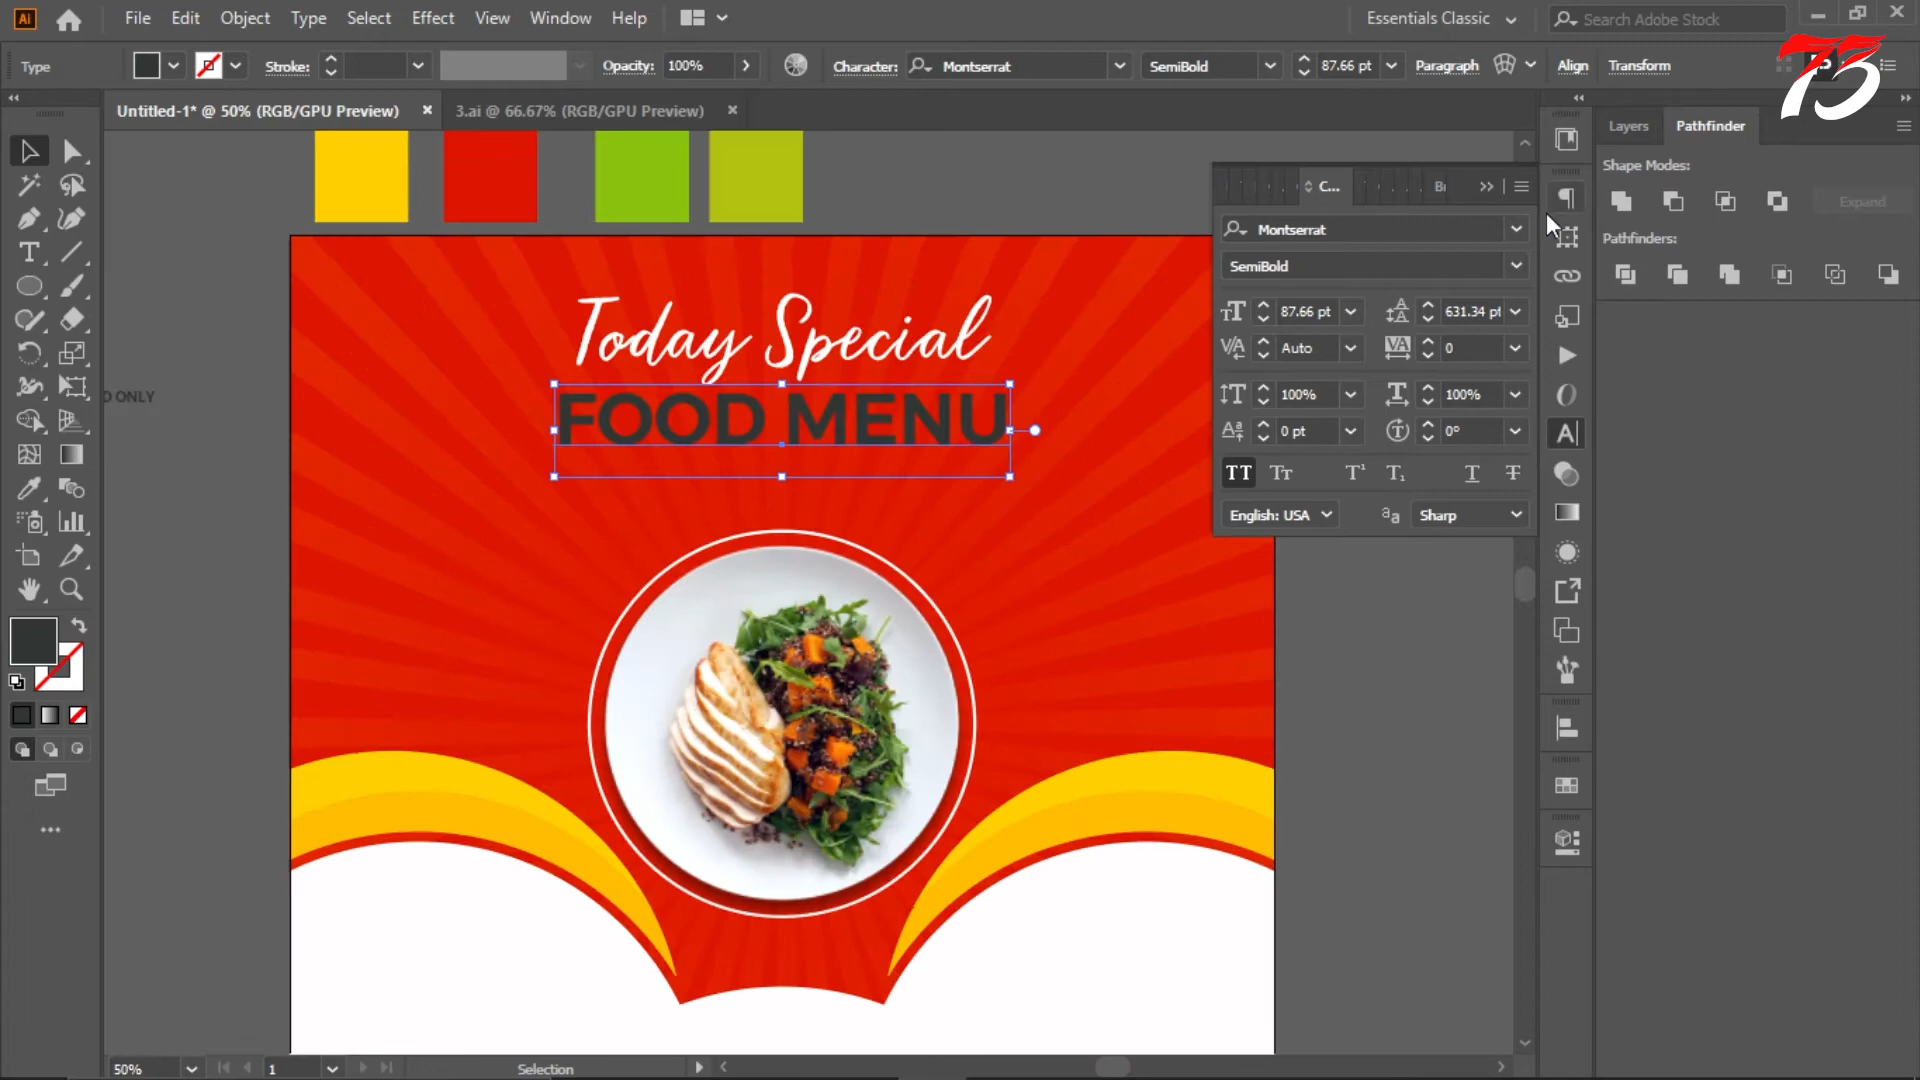 Ai File Edit Object Type Select Effect View Window Help Essentials Classic Search Adobe Stock
Type Stroke: Opacity: 100% Character: Montserrat SemiBold 87.66 pt Paragraph Align Transform
75
Untitled-1* @ 50% (RGB/GPU Preview) × 3.ai @ 66.67% (RGB/GPU Preview) ×
Layers Pathfinder
Shape Modes:
Expand
Pathfinders:
C...
Montserrat
SemiBold
87.66 pt 631.34 pt
Auto 0
100% 100%
0 pt 0°
English: USA Sharp
D ONLY
Today Special
FOOD MENU
50% 1 Selection